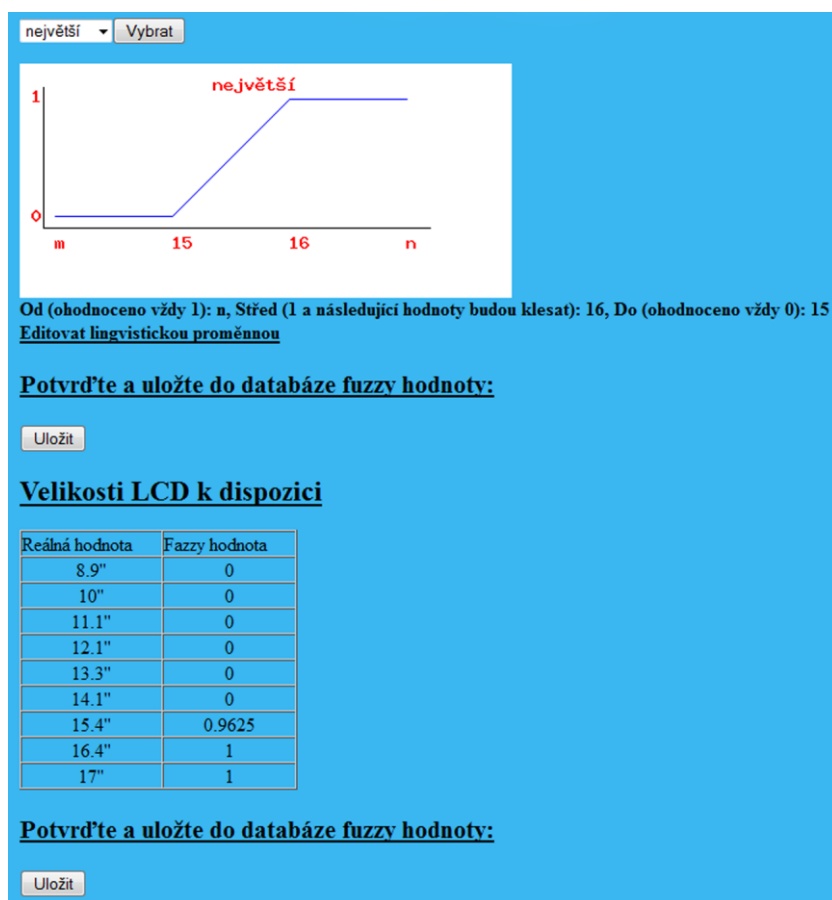 největší Vybrat
největší
1
0
m 15 16 n
Od (ohodnoceno vždy 1): n, Střed (1 a následující hodnoty budou klesat): 16, Do (ohodnoceno vždy 0): 15
Editovat lingvistickou proměnnou
Potvrďte a uložte do databáze fuzzy hodnoty:
Uložit
Velikosti LCD k dispozici
Reálná hodnota Fazzy hodnota
8.9" 0
10" 0
11.1" 0
12.1" 0
13.3" 0
14.1" 0
15.4" 0.9625
16.4" 1
17" 1
Potvrďte a uložte do databáze fuzzy hodnoty:
Uložit